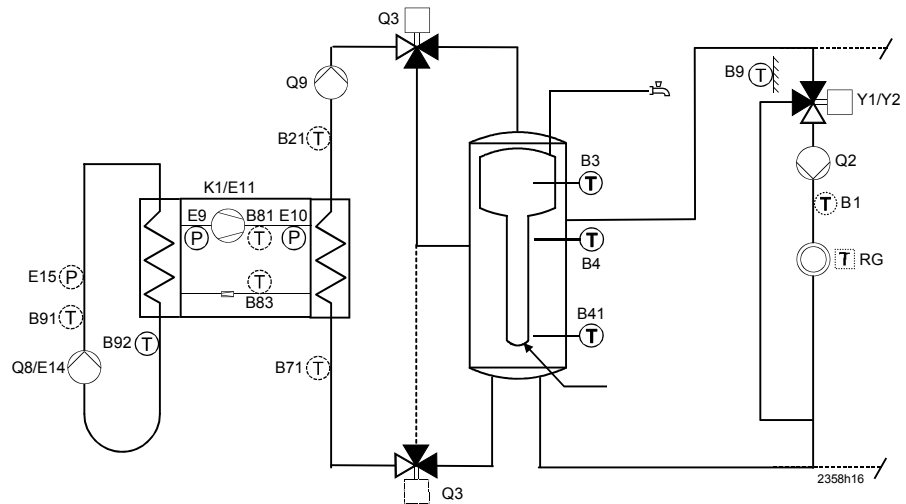 Q3
B9
T
Q9
Y1/Y2
B21
T
B3
T
Q2
K1/E11
T
B1
E9
B81
E10
P
T
P
T
B4
T
RG
E15
P
T
B83
B91
T
B41
T
B92
T
Q8/E14
B71
T
2358h16
Q3